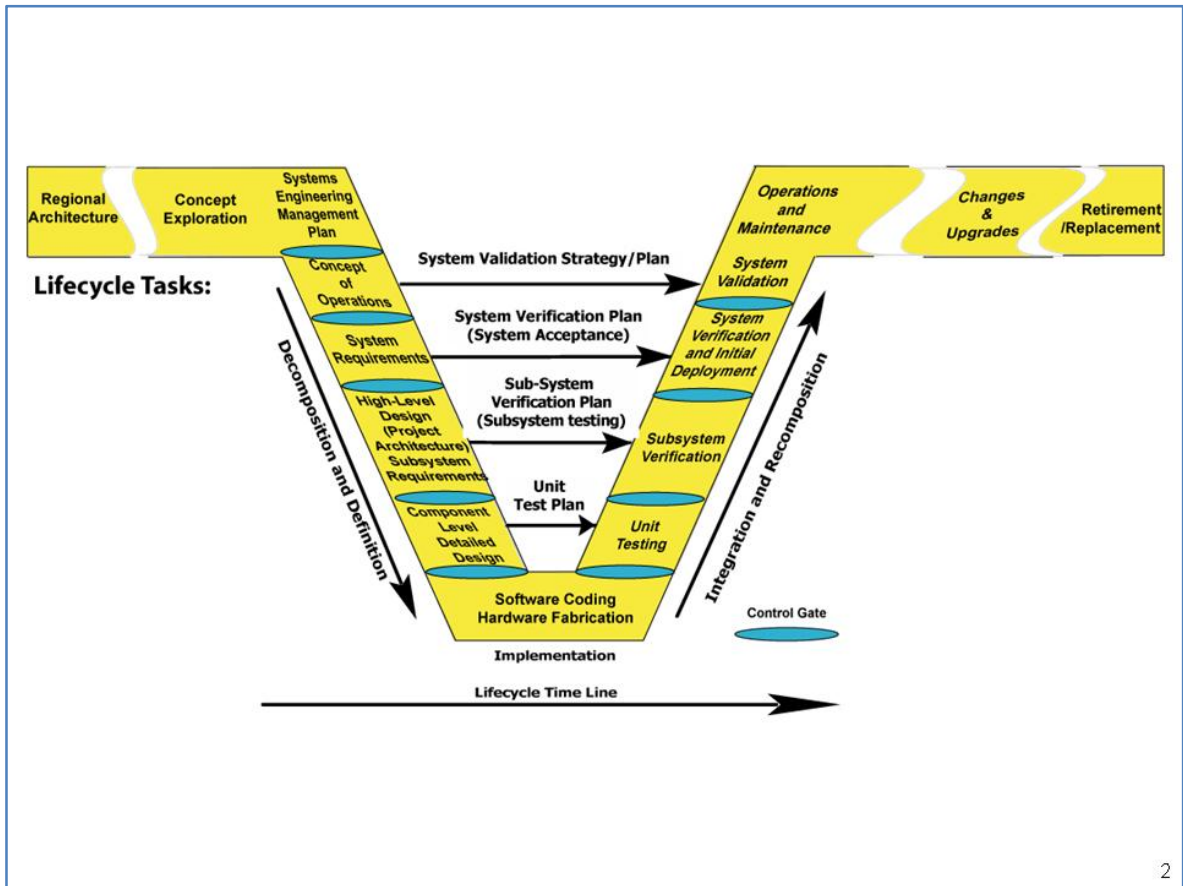 Regional
Architecture
Concept
Exploration
Systems
Engineering
Management
Plan
Operations
and
Maintenance
Changes
&
Upgrades
Retirement
/Replacement
Lifecycle Tasks:
Concept
of
Operations
System Validation Strategy/Plan
System
Validation
System
Requirements
System Verification Plan
(System Acceptance)
System
Verification
and Initial
Deployment
High-Level
Design
(Project
Architecture)
Subsystem
Requirements
Sub-System
Verification Plan
(Subsystem testing)
Subsystem
Verification
Component
Level
Detailed
Design
Unit
Test Plan
Unit
Testing
Decomposition and Definition
Integration and Recomposition
Software Coding
Hardware Fabrication
Control Gate
Implementation
Lifecycle Time Line
2